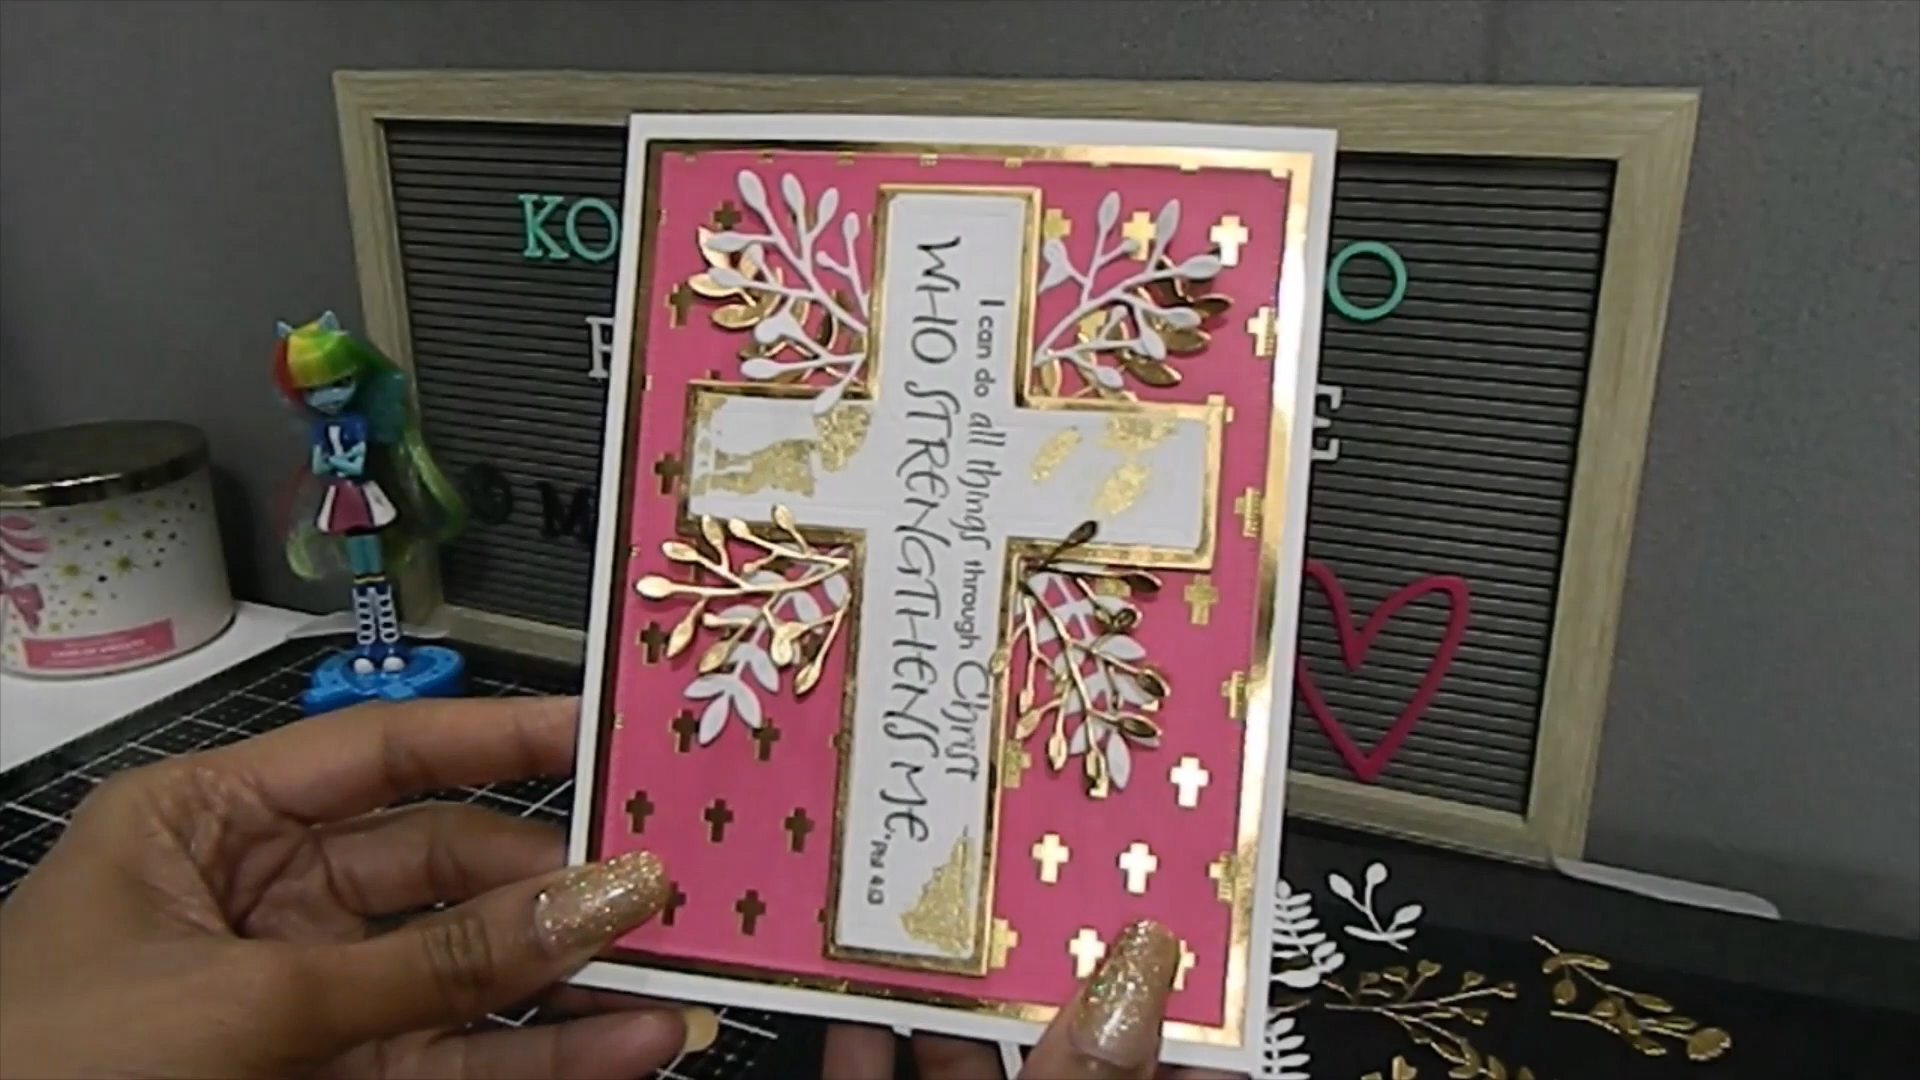 I can do all things through Christ
WHO STRENGTHENS ME.
Phil 4:13
KO
O
E
M